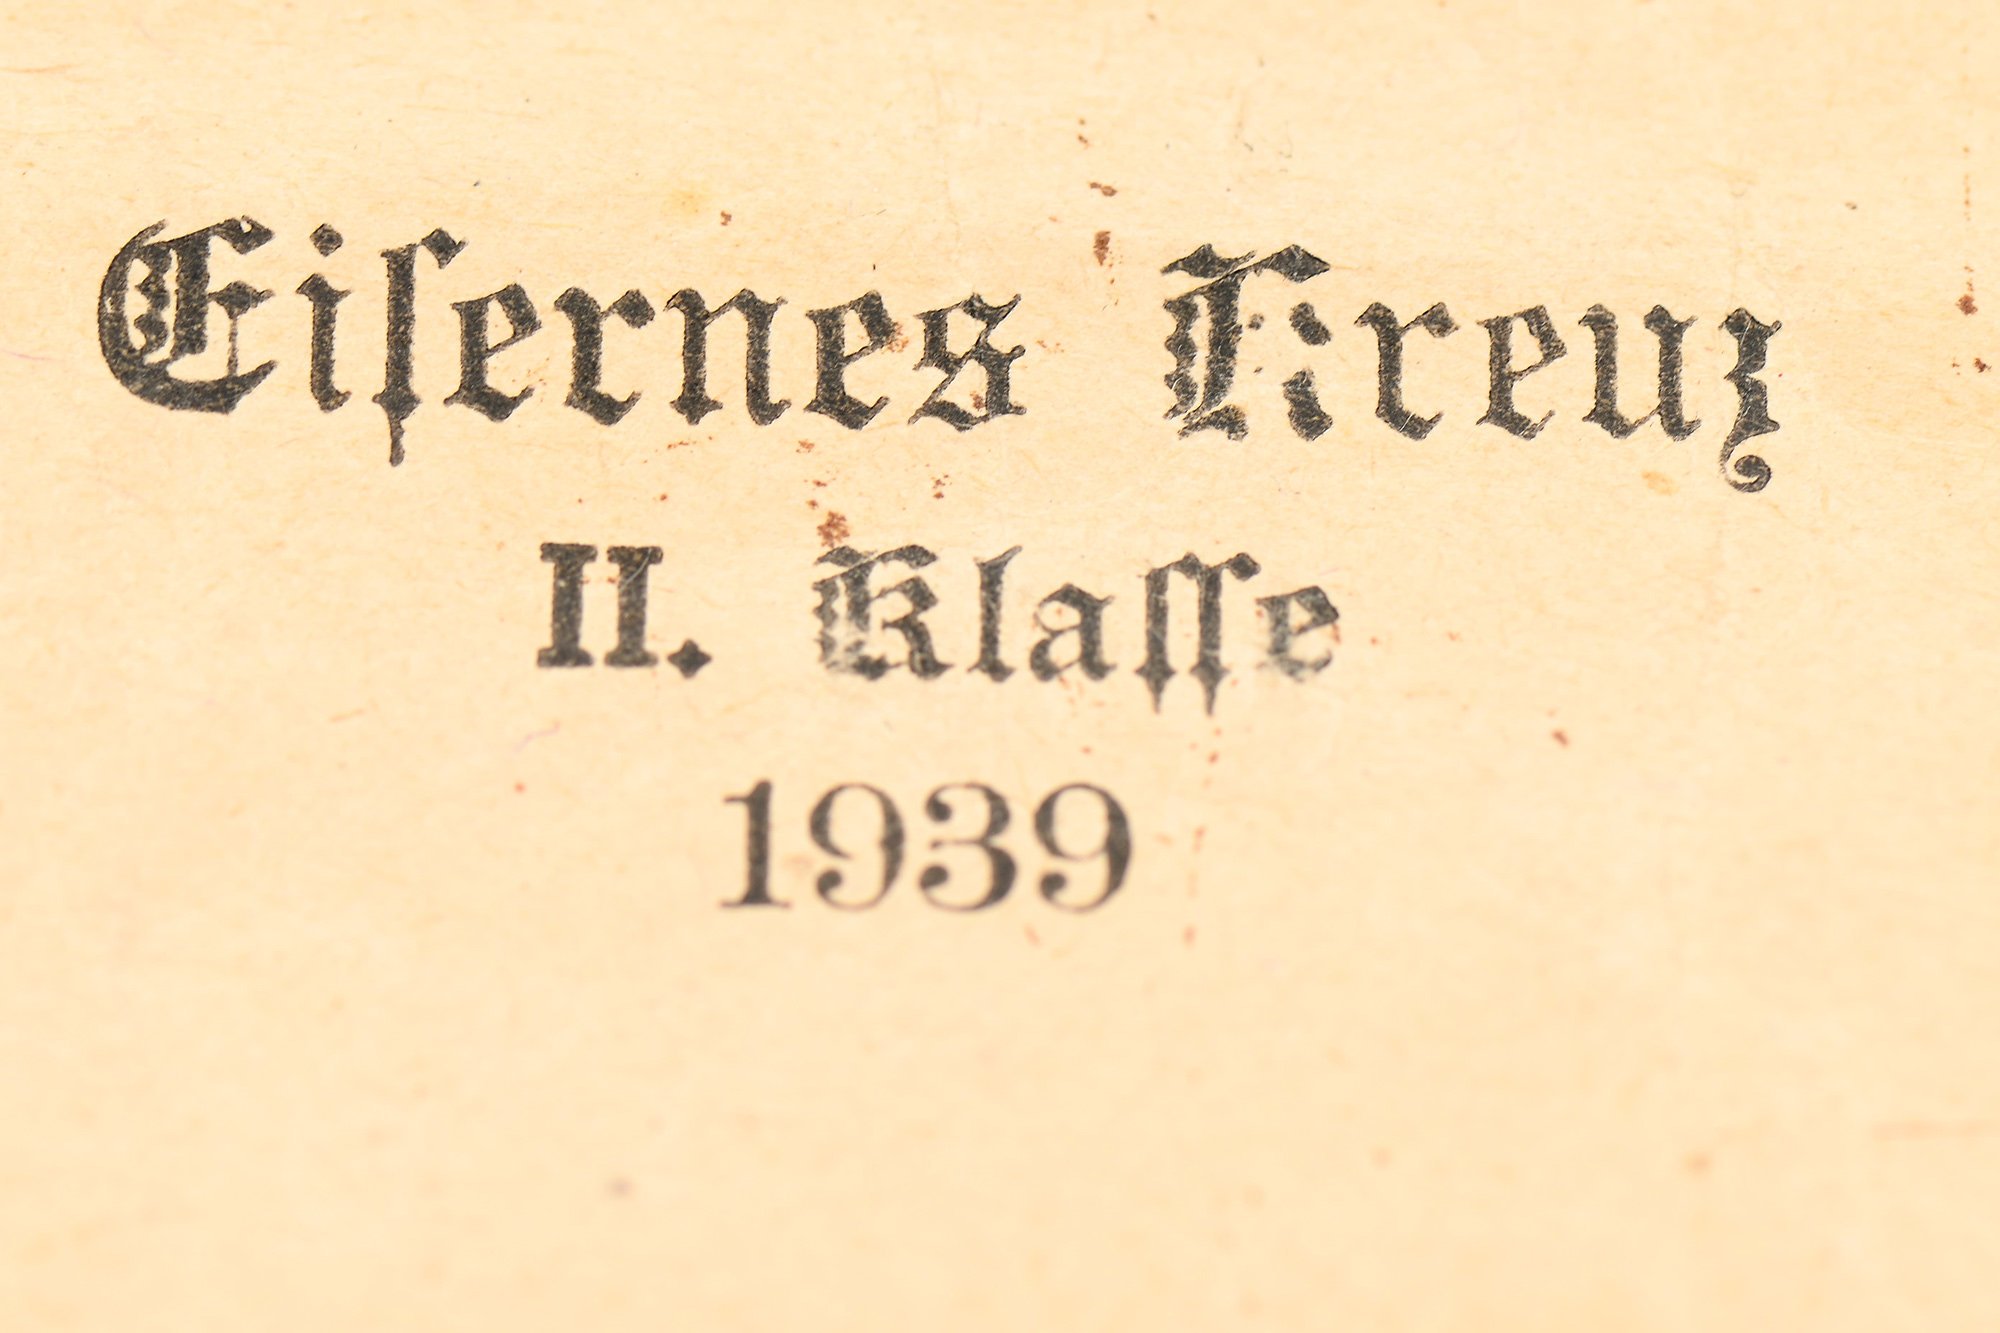 Eiſernes Kreuz
II. Klaſſe
1939